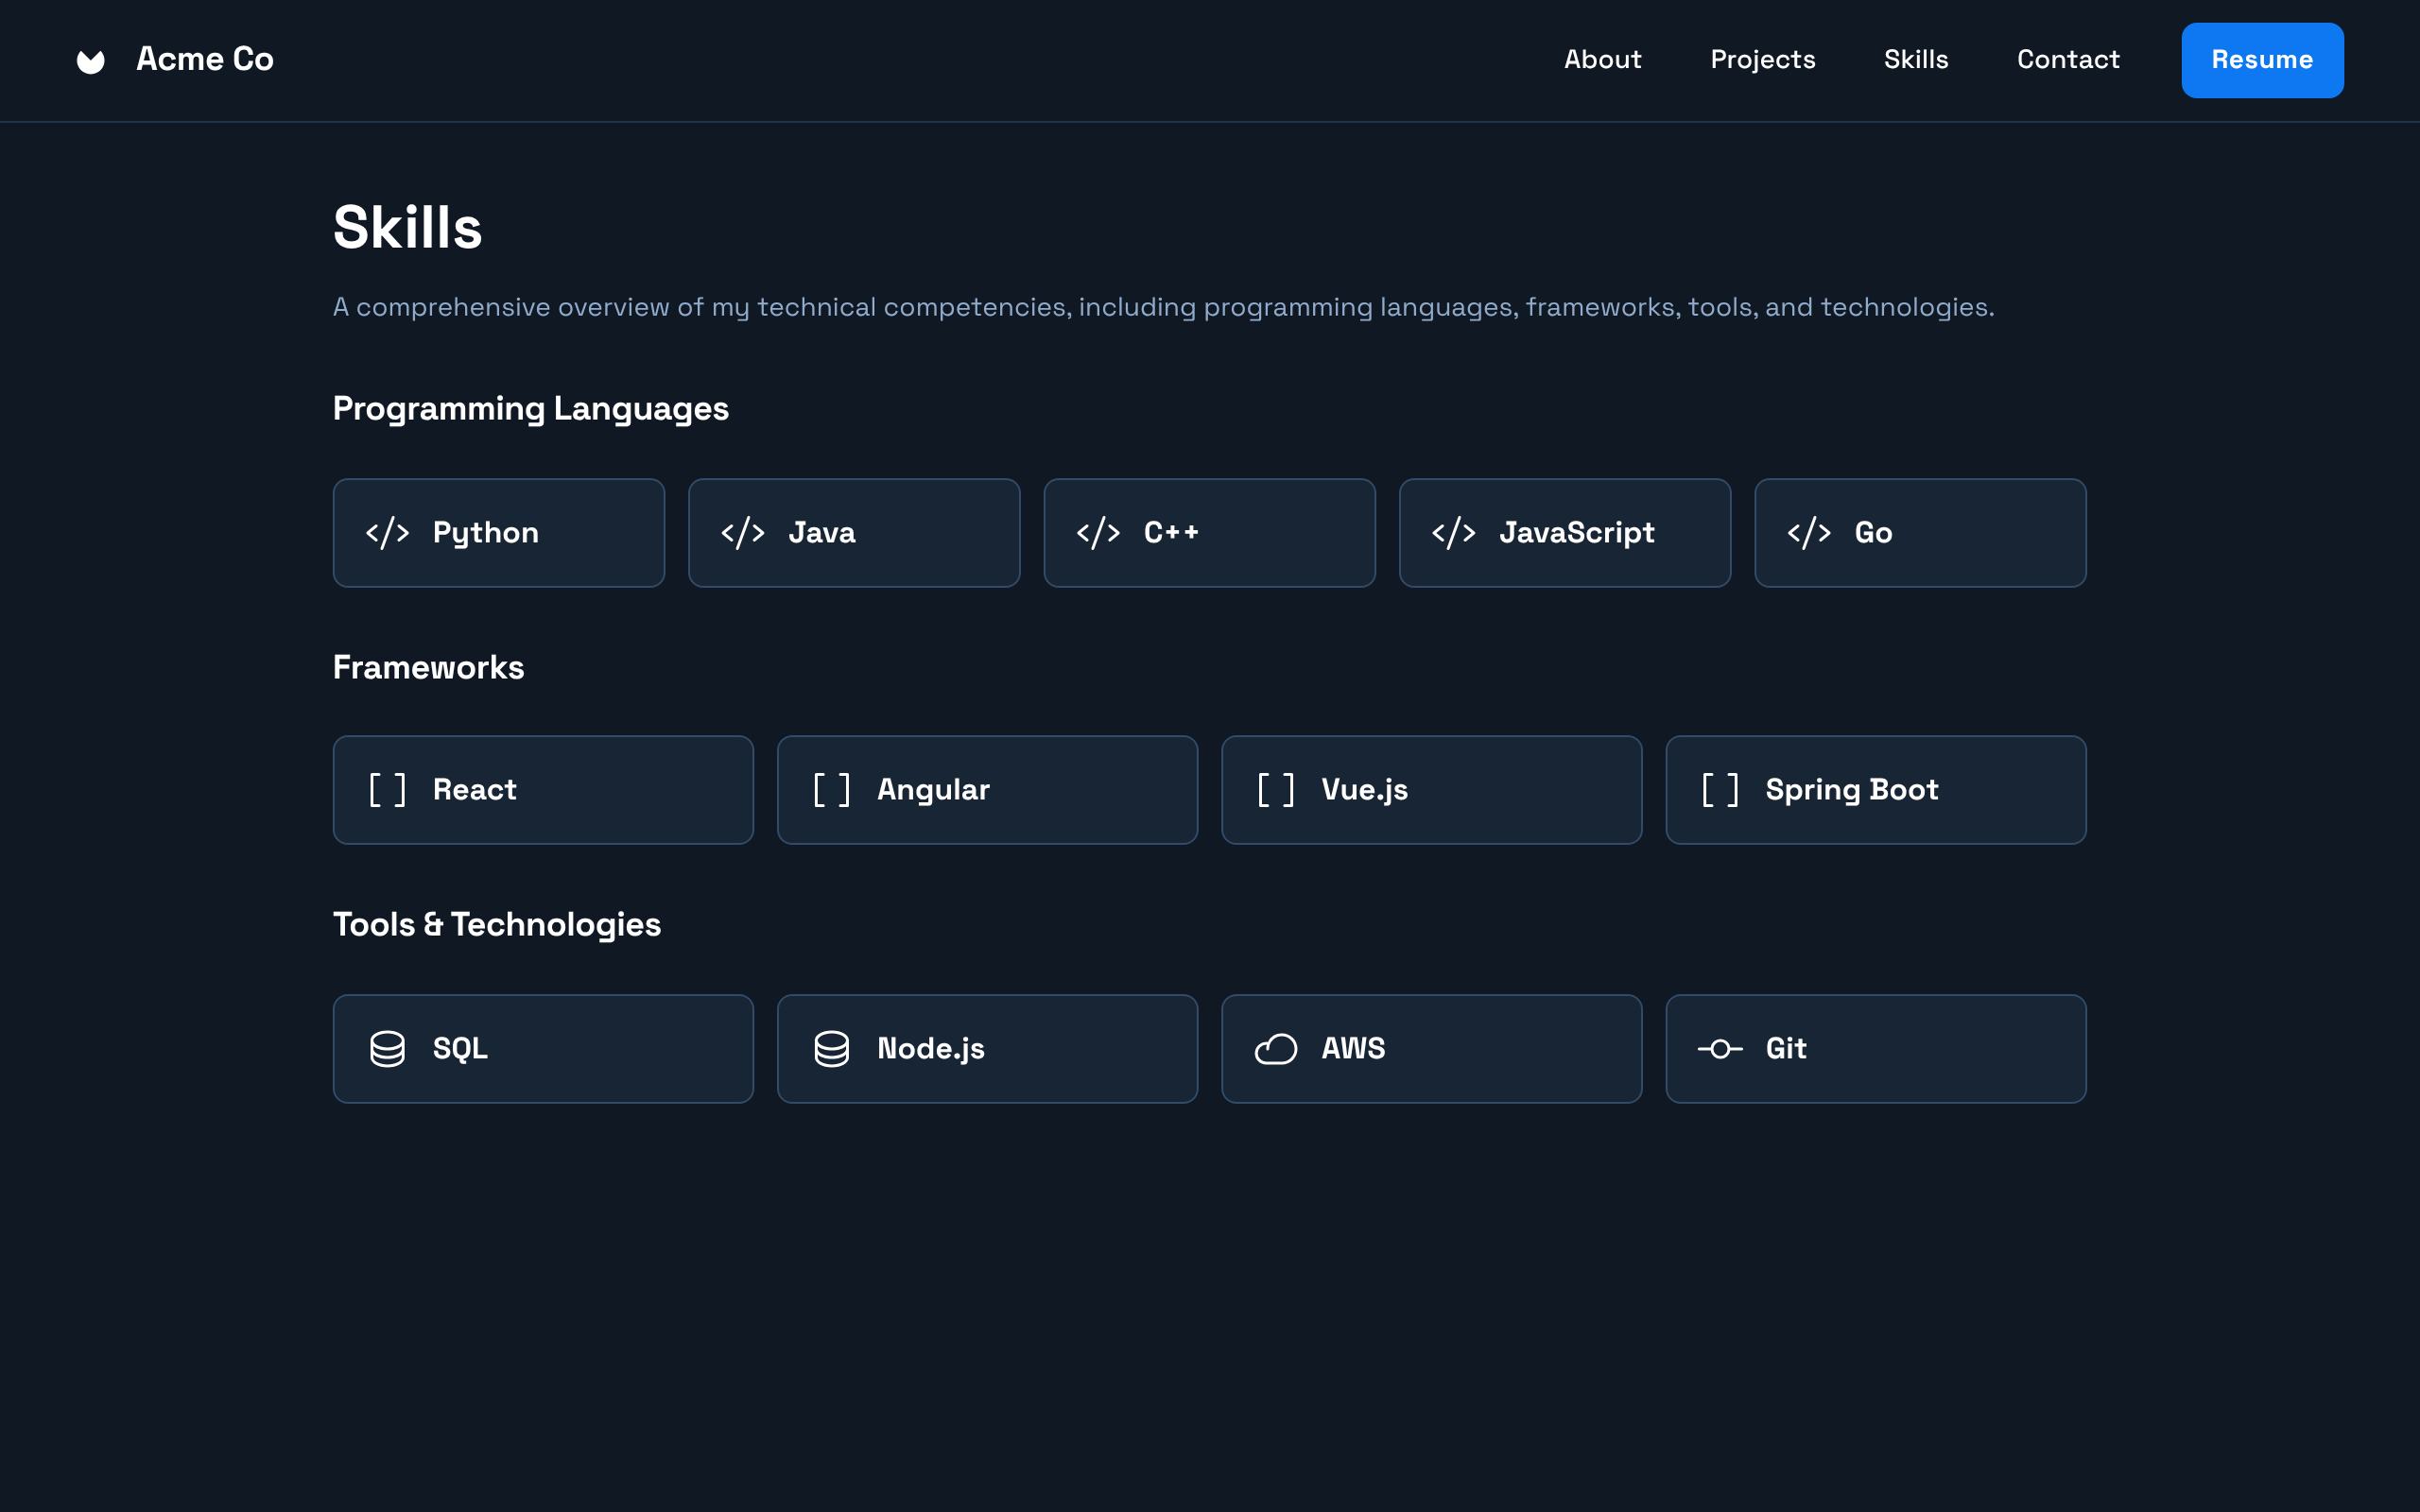 Acme Co
About
Projects
Skills
Contact
Resume
Skills
A comprehensive overview of my technical competencies, including programming languages, frameworks, tools, and technologies.
Programming Languages
Python
Java
C++
JavaScript
Go
Frameworks
React
Angular
Vue.js
Spring Boot
Tools & Technologies
SQL
Node.js
AWS
Git